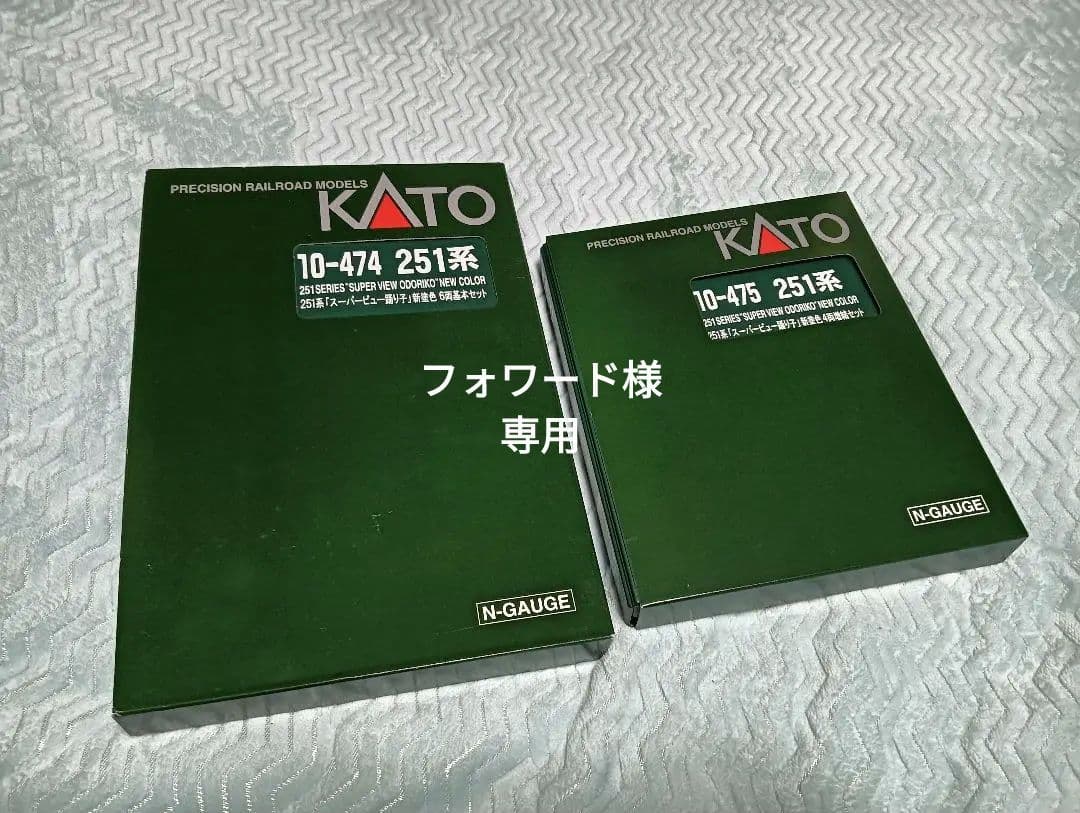 PRECISION RAILROAD MODELS
KATO
10-474 251系
251 SERIES "SUPER VIEW ODORIKO" NEW COLOR
251系「スーパービュー踊り子」新塗色 6両基本セット
N-GAUGE
PRECISION RAILROAD MODELS
KATO
10-475 251系
251 SERIES "SUPER VIEW ODORIKO" NEW COLOR
251系「スーパービュー踊り子」新塗色 4両増結セット
N-GAUGE
フォワード様
専用